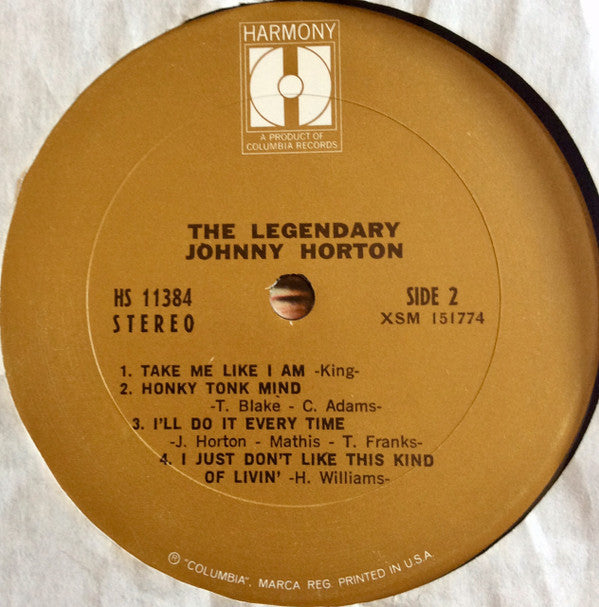 HARMONY
H
A PRODUCT OF
COLUMBIA RECORDS
THE LEGENDARY
JOHNNY HORTON
HS 11384
STEREO
SIDE 2
XSM 151774
1. TAKE ME LIKE I AM -King-
2. HONKY TONK MIND
-T. Blake - C. Adams-
3. I'LL DO IT EVERY TIME
-J. Horton - Mathis - T. Franks-
4. I JUST DON'T LIKE THIS KIND
OF LIVIN' -H. Williams-
Ⓟ "COLUMBIA", MARCA REG. PRINTED IN U.S.A.